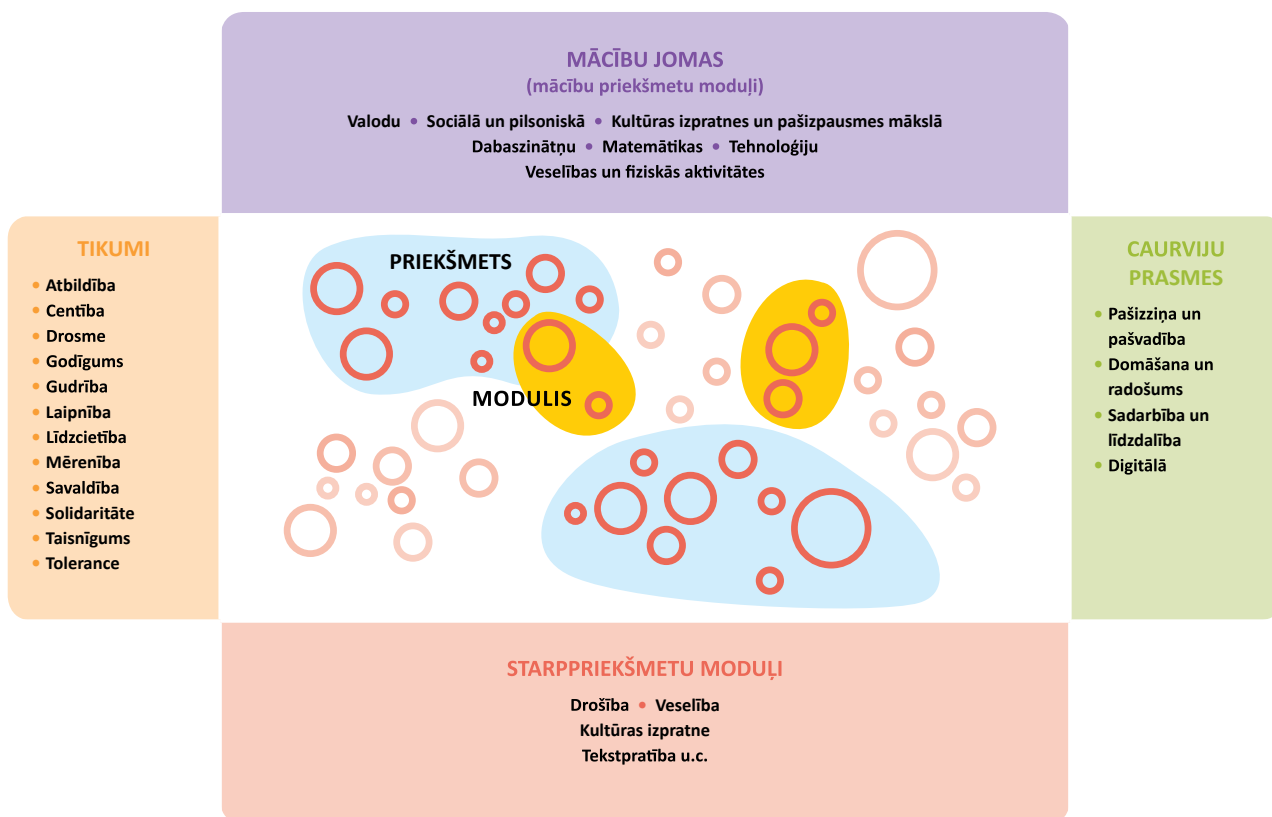 MĀCĪBU JOMAS
(mācību priekšmetu moduļi)
Valodu • Sociālā un pilsoniskā • Kultūras izpratnes un pašizpausmes mākslā
Dabaszinātņu • Matemātikas • Tehnoloģiju
Veselības un fiziskās aktivitātes
TIKUMI
• Atbildība
• Centība
• Drosme
• Godīgums
• Gudrība
• Laipnība
• Līdzcietība
• Mērenība
• Savaldība
• Solidaritāte
• Taisnīgums
• Tolerance
PRIEKŠMETS
MODULIS
CAURVIJU
PRASMES
• Pašizziņa un
pašvadība
• Domāšana un
radošums
• Sadarbība un
līdzdalība
• Digitālā
STARPPRIEKŠMETU MODUĻI
Drošība • Veselība
Kultūras izpratne
Tekstpratība u.c.